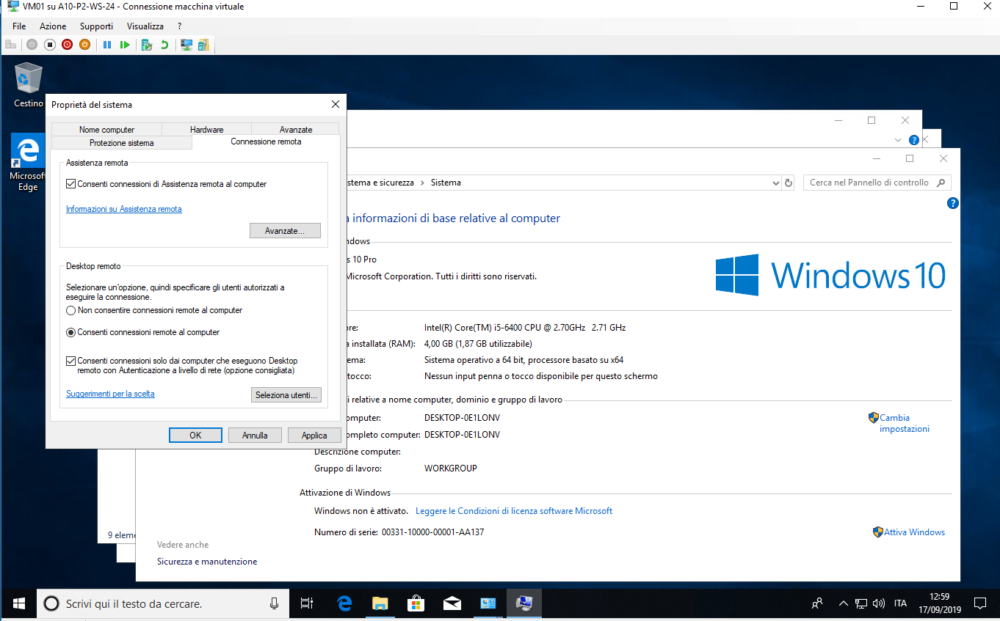 VM01 su A10-P2-WS-24 - Connessione macchina virtuale
File Azione Supporti Visualizza ?
Cestino
Microsoft
Edge
Proprietà del sistema
Nome computer Hardware Avanzate
Protezione sistema Connessione remota
Assistenza remota
Consenti connessioni di Assistenza remota al computer
Informazioni su Assistenza remota
Avanzate...
Desktop remoto
Selezionare un'opzione, quindi specificare gli utenti autorizzati a
eseguire la connessione.
Non consentire connessioni remote al computer
Consenti connessioni remote al computer
Consenti connessioni solo dai computer che eseguono Desktop
remoto con Autenticazione a livello di rete (opzione consigliata)
Suggerimenti per la scelta
Seleziona utenti...
OK Annulla Applica
stema e sicurezza › Sistema
Cerca nel Pannello di controllo
a informazioni di base relative al computer
ndows
s 10 Pro
Microsoft Corporation. Tutti i diritti sono riservati.
Windows 10
ore: Intel(R) Core(TM) i5-6400 CPU @ 2.70GHz 2.71 GHz
a installata (RAM): 4,00 GB (1,87 GB utilizzabile)
ema: Sistema operativo a 64 bit, processore basato su x64
tocco: Nessun input penna o tocco disponibile per questo schermo
i relative a nome computer, dominio e gruppo di lavoro
omputer: DESKTOP-0E1LONV
Cambia
impostazioni
ompleto computer: DESKTOP-0E1LONV
Descrizione computer:
Gruppo di lavoro: WORKGROUP
Attivazione di Windows
Windows non è attivato. Leggere le Condizioni di licenza software Microsoft
Numero di serie: 00331-10000-00001-AA137
Attiva Windows
9 eleme
Vedere anche
Sicurezza e manutenzione
Scrivi qui il testo da cercare.
ITA
12:59
17/09/2019